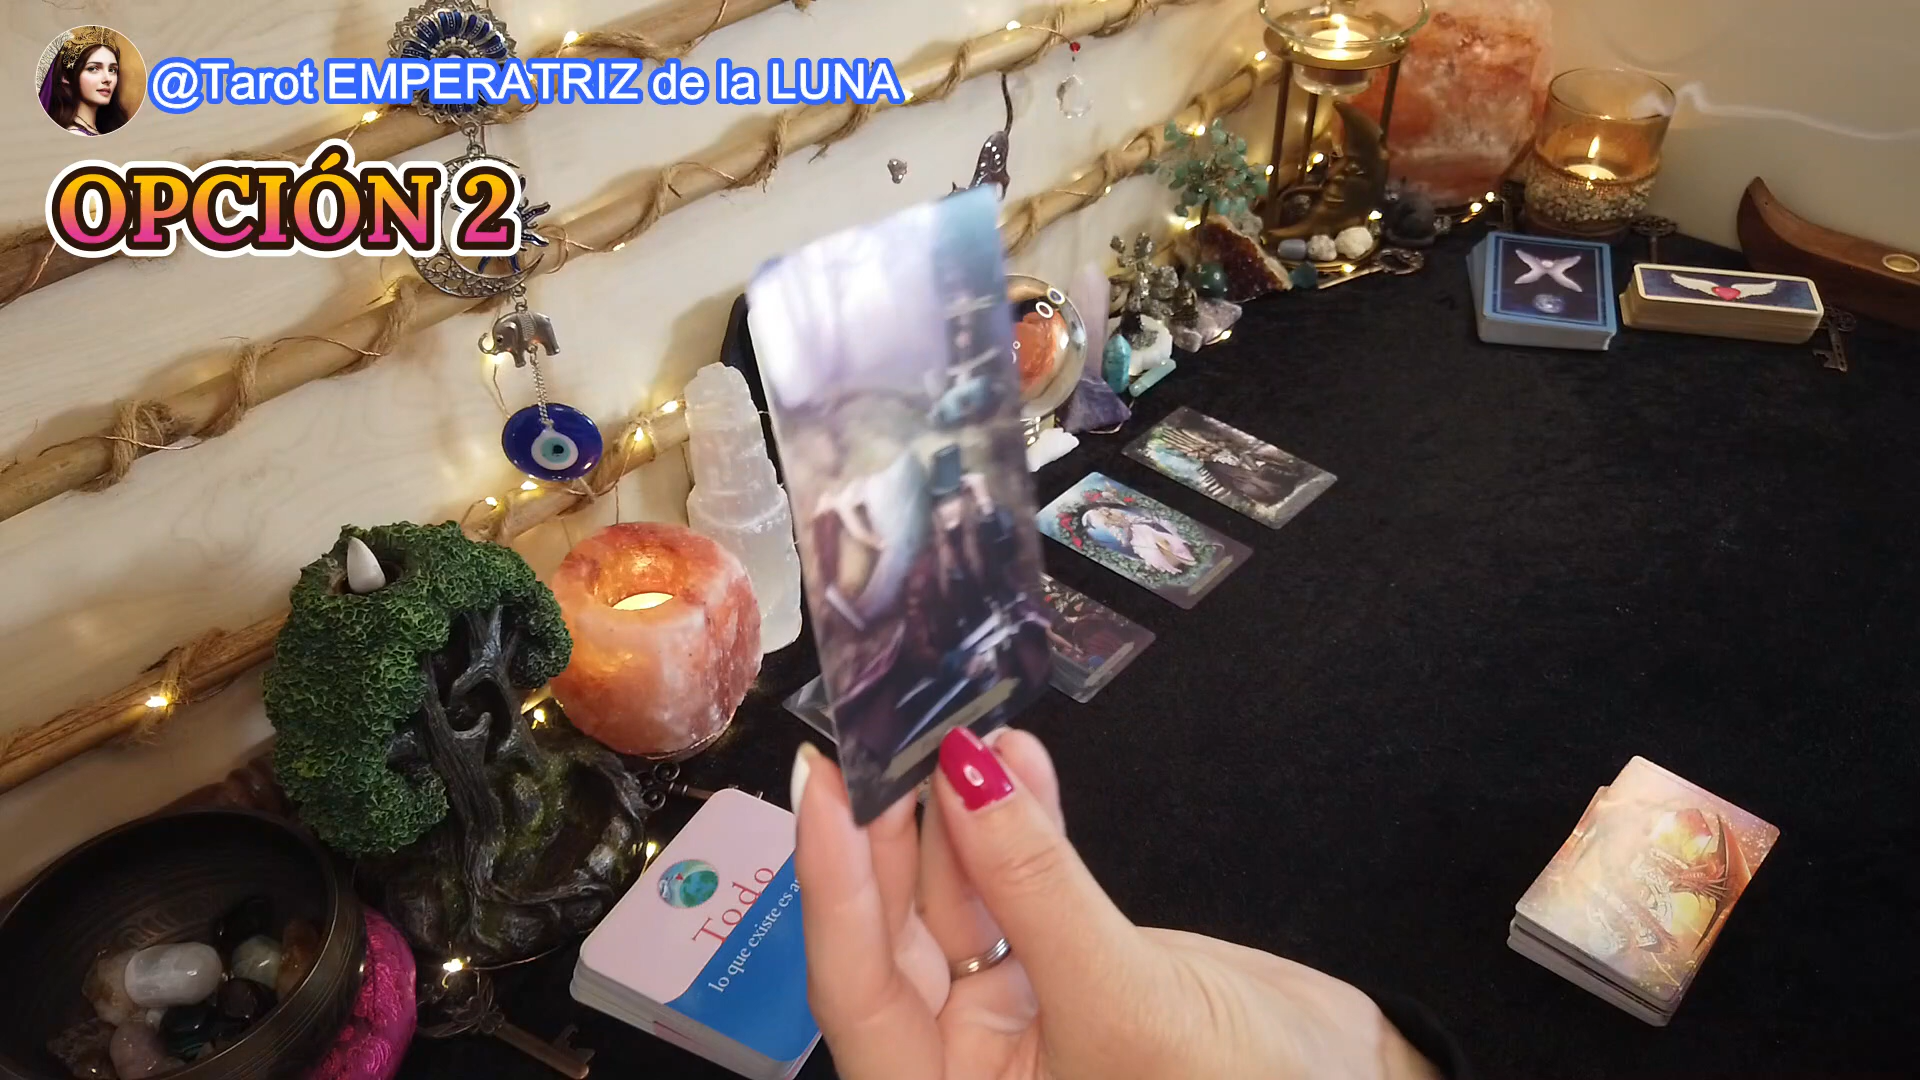 @Tarot EMPERATRIZ de la LUNA
OPCIÓN 2
Todo
lo que existe es